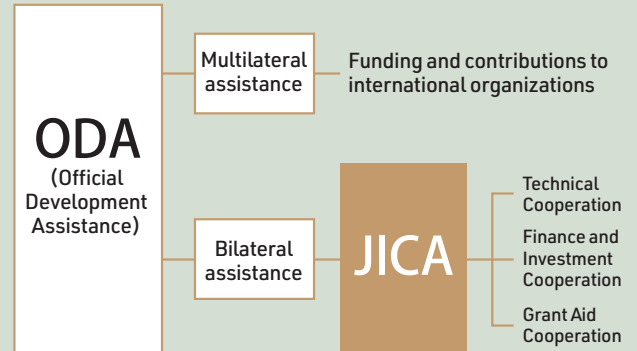 ODA
(Official
Development
Assistance)
Multilateral
assistance
Funding and contributions to
international organizations
Bilateral
assistance
JICA
Technical
Cooperation
Finance and
Investment
Cooperation
Grant Aid
Cooperation